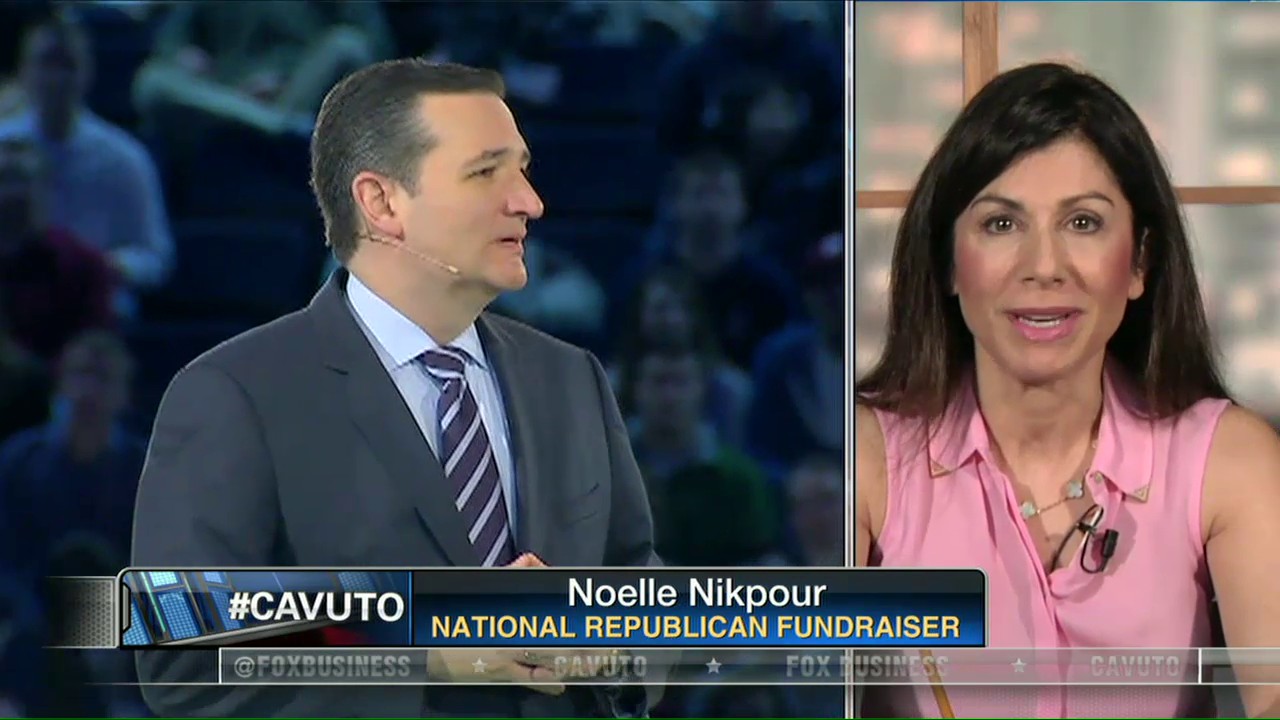 #CAVUTO
Noelle Nikpour
NATIONAL REPUBLICAN FUNDRAISER
@FOXBUSINESS ★ CAVUTO ★ FOX BUSINESS ★ CAVUTO